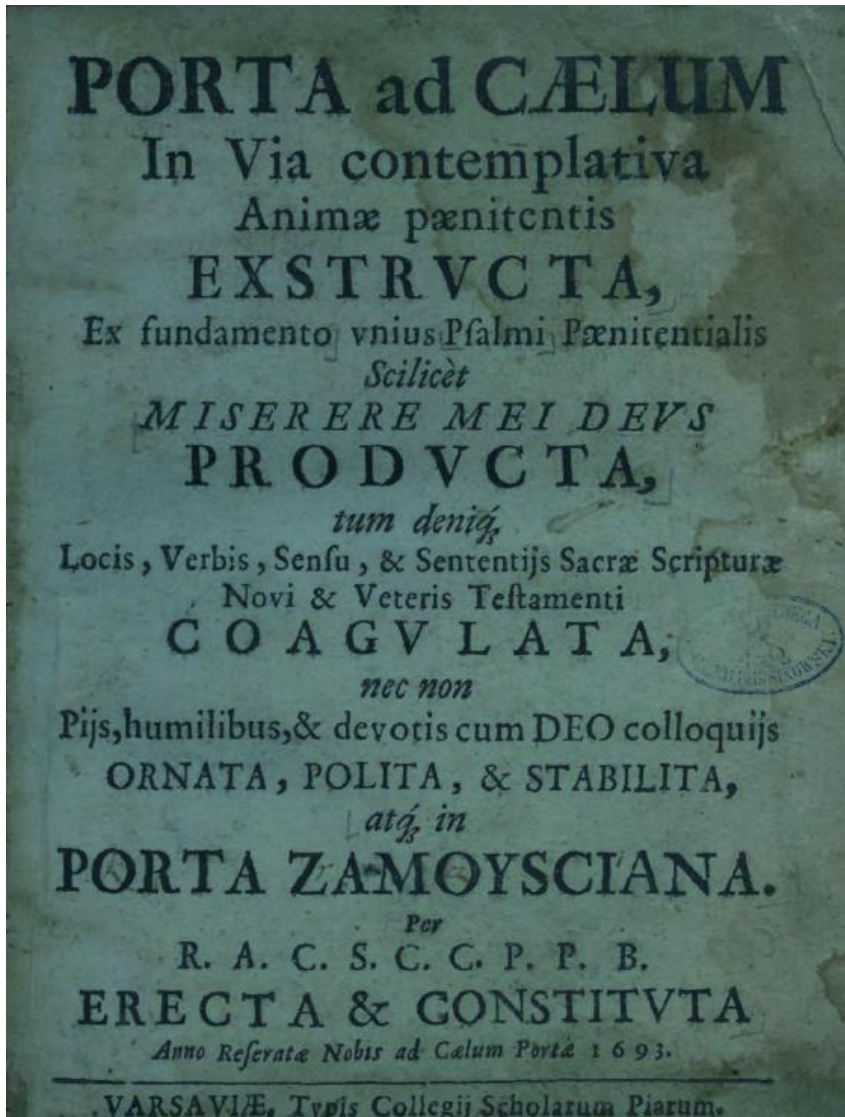 PORTA ad CÆLUM
In Via contemplativa
Animæ pænitentis
EXSTRVCTA,
Ex fundamento vnius Pſalmi Pænitentialis
Scilicèt
MISERERE MEI DEVS
PRODVCTA,
tum deniq́;
Locis, Verbis, Senſu, & Sententijs Sacræ Scripturæ
Novi & Veteris Teſtamenti
COAGVLATA,
nec non
Pijs, humilibus, & devotis cum DEO colloquijs
ORNATA, POLITA, & STABILITA,
atq́; in
PORTA ZAMOYSCIANA.
Per
R. A. C. S. C. C. P. P. B.
ERECTA & CONSTITVTA
Anno Reſeratæ Nobis ad Cælum Portæ 1693.
VARSAVIÆ, Typis Collegij Scholarum Piarum.